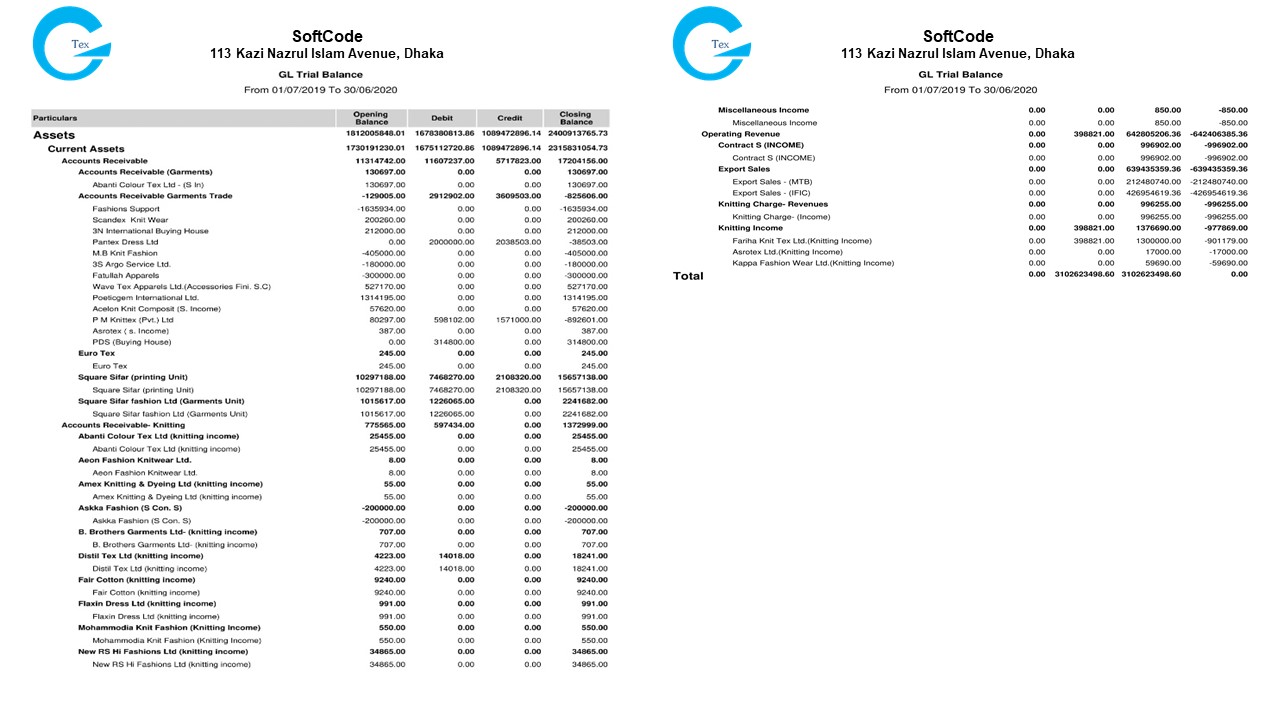 Tex
SoftCode
113 Kazi Nazrul Islam Avenue, Dhaka
GL Trial Balance
From 01/07/2019 To 30/06/2020
Particulars Opening Balance Debit Credit Closing Balance
Assets 1812005848.01 1678380813.86 1089472896.14 2400913765.73
Current Assets 1730191230.01 1675112720.86 1089472896.14 2315831054.73
Accounts Receivable 11314742.00 11607237.00 5717823.00 17204156.00
Accounts Receivable (Garments) 130697.00 0.00 0.00 130697.00
Abanti Colour Tex Ltd - (S In) 130697.00 0.00 0.00 130697.00
Accounts Receivable Garments Trade -129005.00 2912902.00 3609503.00 -825606.00
Fashions Support -1635934.00 0.00 0.00 -1635934.00
Scandex Knit Wear 200260.00 0.00 0.00 200260.00
3N International Buying House 212000.00 0.00 0.00 212000.00
Pantex Dress Ltd 0.00 2000000.00 2038503.00 -38503.00
M.B Knit Fashion -405000.00 0.00 0.00 -405000.00
3S Argo Service Ltd. -180000.00 0.00 0.00 -180000.00
Fatullah Apparels -300000.00 0.00 0.00 -300000.00
Wave Tex Apparels Ltd.(Accessories Fini. S.C) 527170.00 0.00 0.00 527170.00
Poeticgem International Ltd. 1314195.00 0.00 0.00 1314195.00
Acelon Knit Composit (S. Income) 57620.00 0.00 0.00 57620.00
P M Knittex (Pvt.) Ltd 80297.00 598102.00 1571000.00 -892601.00
Asrotex ( s. Income) 387.00 0.00 0.00 387.00
PDS (Buying House) 0.00 314800.00 0.00 314800.00
Euro Tex 245.00 0.00 0.00 245.00
Euro Tex 245.00 0.00 0.00 245.00
Square Sifar (printing Unit) 10297188.00 7468270.00 2108320.00 15657138.00
Square Sifar (printing Unit) 10297188.00 7468270.00 2108320.00 15657138.00
Square Sifar fashion Ltd (Garments Unit) 1015617.00 1226065.00 0.00 2241682.00
Square Sifar fashion Ltd (Garments Unit) 1015617.00 1226065.00 0.00 2241682.00
Accounts Receivable- Knitting 775565.00 597434.00 0.00 1372999.00
Abanti Colour Tex Ltd (knitting income) 25455.00 0.00 0.00 25455.00
Abanti Colour Tex Ltd (knitting income) 25455.00 0.00 0.00 25455.00
Aeon Fashion Knitwear Ltd. 8.00 0.00 0.00 8.00
Aeon Fashion Knitwear Ltd. 8.00 0.00 0.00 8.00
Amex Knitting & Dyeing Ltd (knitting income) 55.00 0.00 0.00 55.00
Amex Knitting & Dyeing Ltd (knitting income) 55.00 0.00 0.00 55.00
Askka Fashion (S Con. S) -200000.00 0.00 0.00 -200000.00
Askka Fashion (S Con. S) -200000.00 0.00 0.00 -200000.00
B. Brothers Garments Ltd- (knitting income) 707.00 0.00 0.00 707.00
B. Brothers Garments Ltd- (knitting income) 707.00 0.00 0.00 707.00
Distil Tex Ltd (knitting income) 4223.00 14018.00 0.00 18241.00
Distil Tex Ltd (knitting income) 4223.00 14018.00 0.00 18241.00
Fair Cotton (knitting income) 9240.00 0.00 0.00 9240.00
Fair Cotton (knitting income) 9240.00 0.00 0.00 9240.00
Flaxin Dress Ltd (knitting income) 991.00 0.00 0.00 991.00
Flaxin Dress Ltd (knitting income) 991.00 0.00 0.00 991.00
Mohammodia Knit Fashion (Knitting Income) 550.00 0.00 0.00 550.00
Mohammodia Knit Fashion (Knitting Income) 550.00 0.00 0.00 550.00
New RS Hi Fashions Ltd (knitting income) 34865.00 0.00 0.00 34865.00
New RS Hi Fashions Ltd (knitting income) 34865.00 0.00 0.00 34865.00
Tex
SoftCode
113 Kazi Nazrul Islam Avenue, Dhaka
GL Trial Balance
From 01/07/2019 To 30/06/2020
Miscellaneous Income 0.00 0.00 850.00 -850.00
Miscellaneous Income 0.00 0.00 850.00 -850.00
Operating Revenue 0.00 398821.00 642805206.36 -642406385.36
Contract S (INCOME) 0.00 0.00 996902.00 -996902.00
Contract S (INCOME) 0.00 0.00 996902.00 -996902.00
Export Sales 0.00 0.00 639435359.36 -639435359.36
Export Sales - (MTB) 0.00 0.00 212480740.00 -212480740.00
Export Sales - (IFIC) 0.00 0.00 426954619.36 -426954619.36
Knitting Charge- Revenues 0.00 0.00 996255.00 -996255.00
Knitting Charge- (Income) 0.00 0.00 996255.00 -996255.00
Knitting Income 0.00 398821.00 1376690.00 -977869.00
Fariha Knit Tex Ltd.(Knitting Income) 0.00 398821.00 1300000.00 -901179.00
Asrotex Ltd.(Knitting Income) 0.00 0.00 17000.00 -17000.00
Kappa Fashion Wear Ltd.(Knitting Income) 0.00 0.00 59690.00 -59690.00
Total 0.00 3102623498.60 3102623498.60 0.00